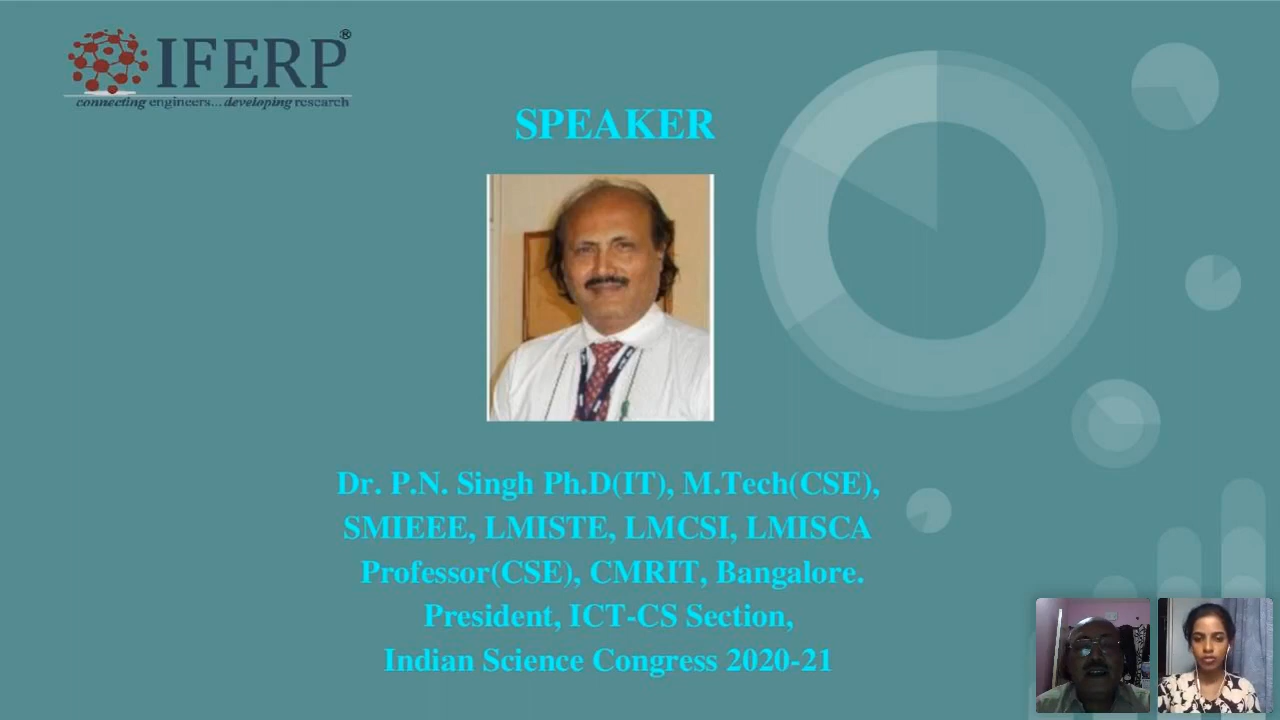 IFERP®
connecting engineers... developing research
SPEAKER
Dr. P.N. Singh Ph.D(IT), M.Tech(CSE),
SMIEEE, LMISTE, LMCSI, LMISCA
Professor(CSE), CMRIT, Bangalore.
President, ICT-CS Section,
Indian Science Congress 2020-21